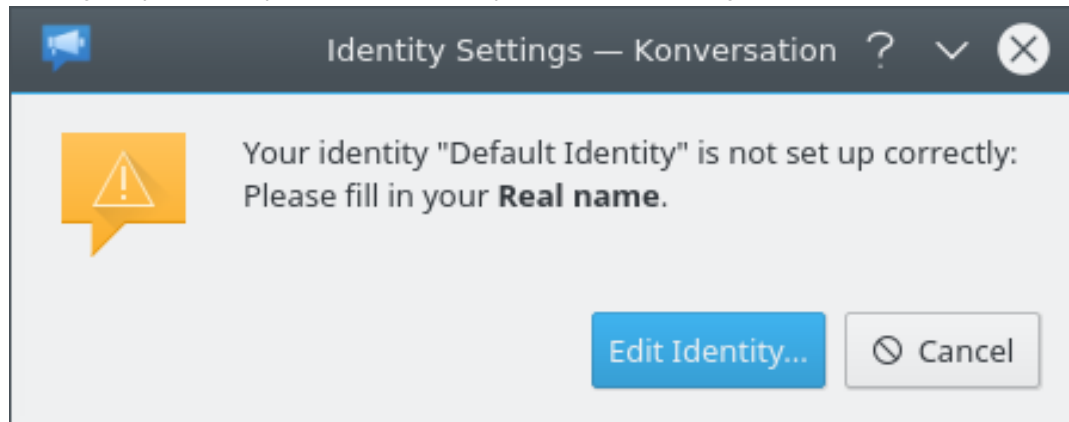 Identity Settings — Konversation
Your identity "Default Identity" is not set up correctly:
Please fill in your Real name.
Edit Identity...
Cancel